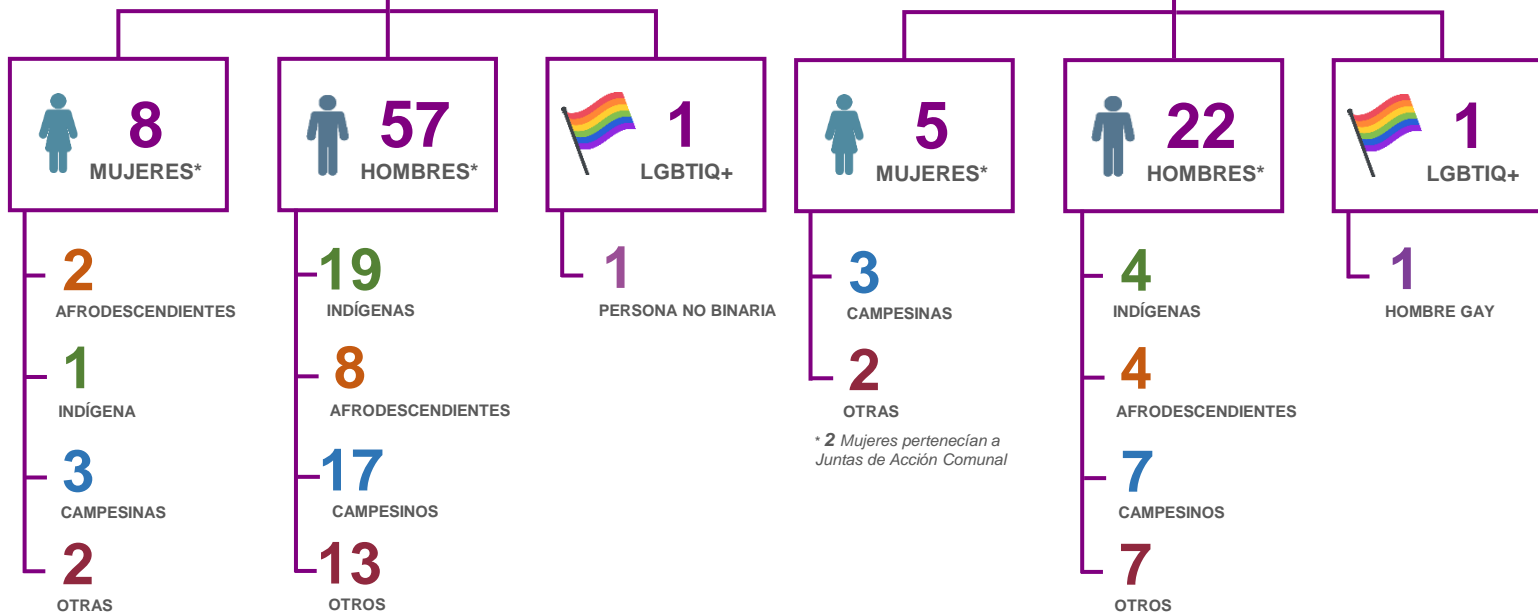 8
MUJERES*
2
AFRODESCENDIENTES
1
INDÍGENA
3
CAMPESINAS
2
OTRAS
57
HOMBRES*
19
INDÍGENAS
8
AFRODESCENDIENTES
17
CAMPESINOS
13
OTROS
1
LGBTIQ+
1
PERSONA NO BINARIA
5
MUJERES*
3
CAMPESINAS
2
OTRAS
* 2 Mujeres pertenecían a
Juntas de Acción Comunal
22
HOMBRES*
4
INDÍGENAS
4
AFRODESCENDIENTES
7
CAMPESINOS
7
OTROS
1
LGBTIQ+
1
HOMBRE GAY